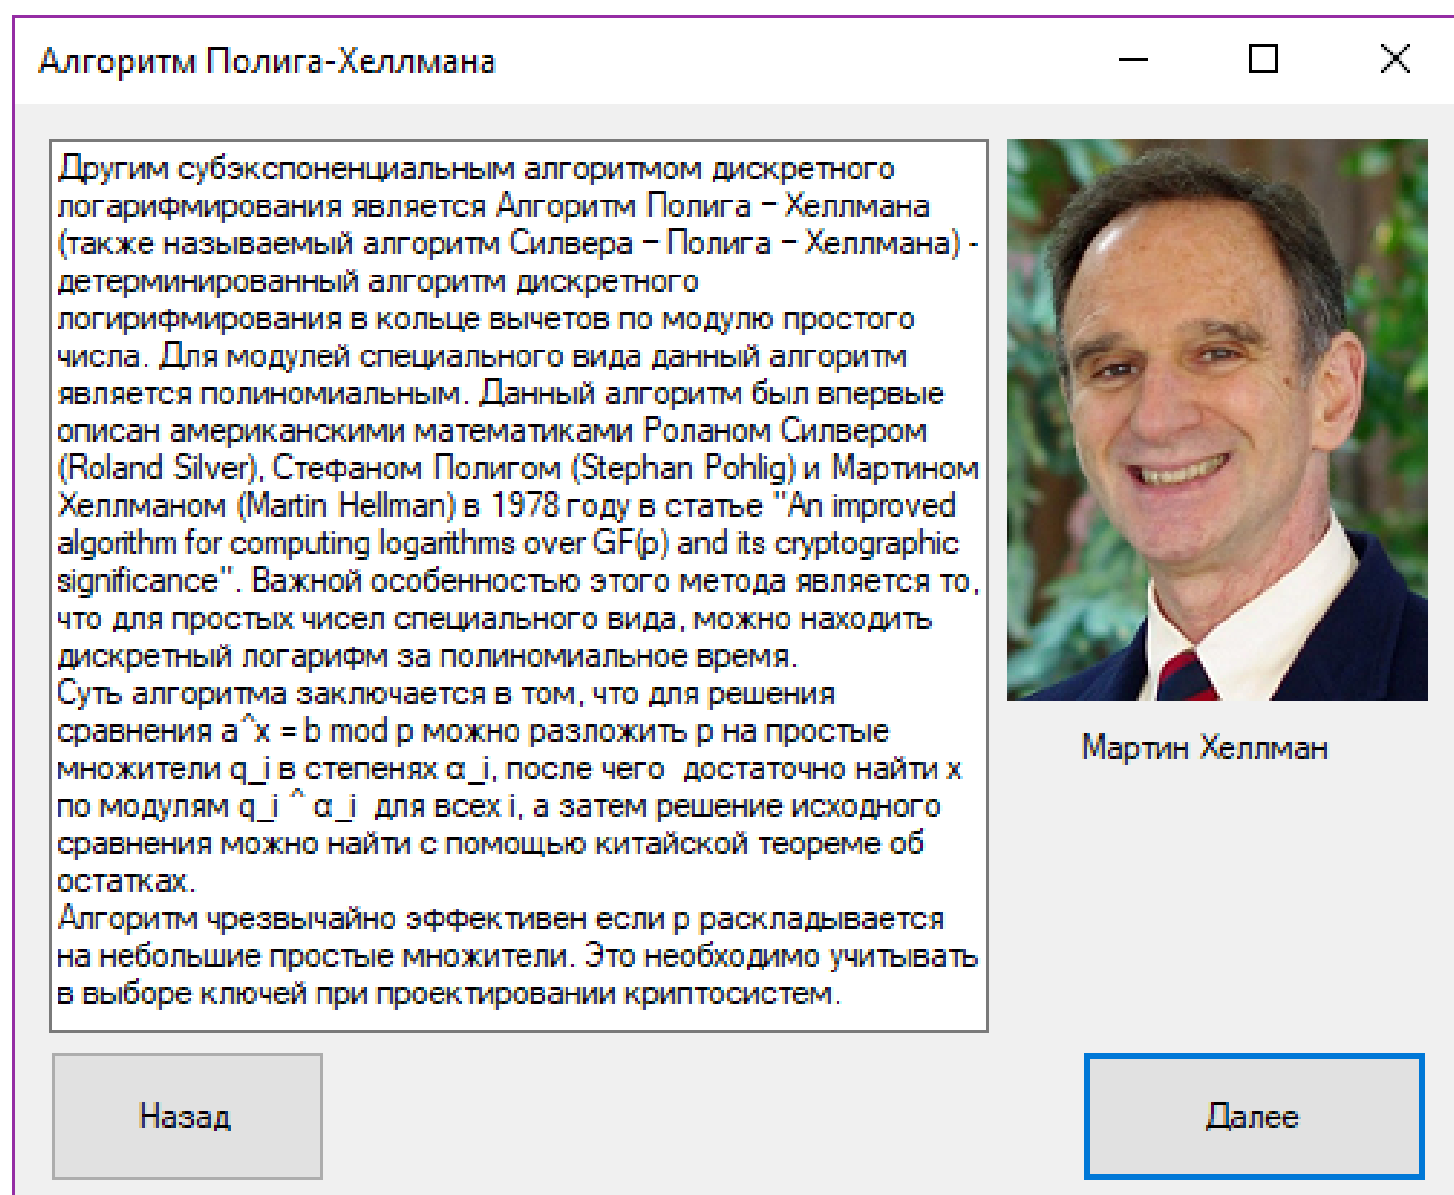 Алгоритм Полига-Хеллмана
Другим субэкспоненциальным алгоритмом дискретного
логарифмирования является Алгоритм Полига – Хеллмана
(также называемый алгоритм Силвера – Полига – Хеллмана) -
детерминированный алгоритм дискретного
логирифмирования в кольце вычетов по модулю простого
числа. Для модулей специального вида данный алгоритм
является полиномиальным. Данный алгоритм был впервые
описан американскими математиками Роланом Силвером
(Roland Silver), Стефаном Полигом (Stephan Pohlig) и Мартином
Хеллманом (Martin Hellman) в 1978 году в статье "An improved
algorithm for computing logarithms over GF(p) and its cryptographic
significance". Важной особенностью этого метода является то,
что для простых чисел специального вида, можно находить
дискретный логарифм за полиномиальное время.
Суть алгоритма заключается в том, что для решения
сравнения a^x = b mod p можно разложить p на простые
множители q_i в степенях α_i, после чего  достаточно найти x
по модулям q_i ^ α_i  для всех i, а затем решение исходного
сравнения можно найти с помощью китайской теореме об
остатках.
Алгоритм чрезвычайно эффективен если p раскладывается
на небольшие простые множители. Это необходимо учитывать
в выборе ключей при проектировании криптосистем.
Мартин Хеллман
Назад
Далее